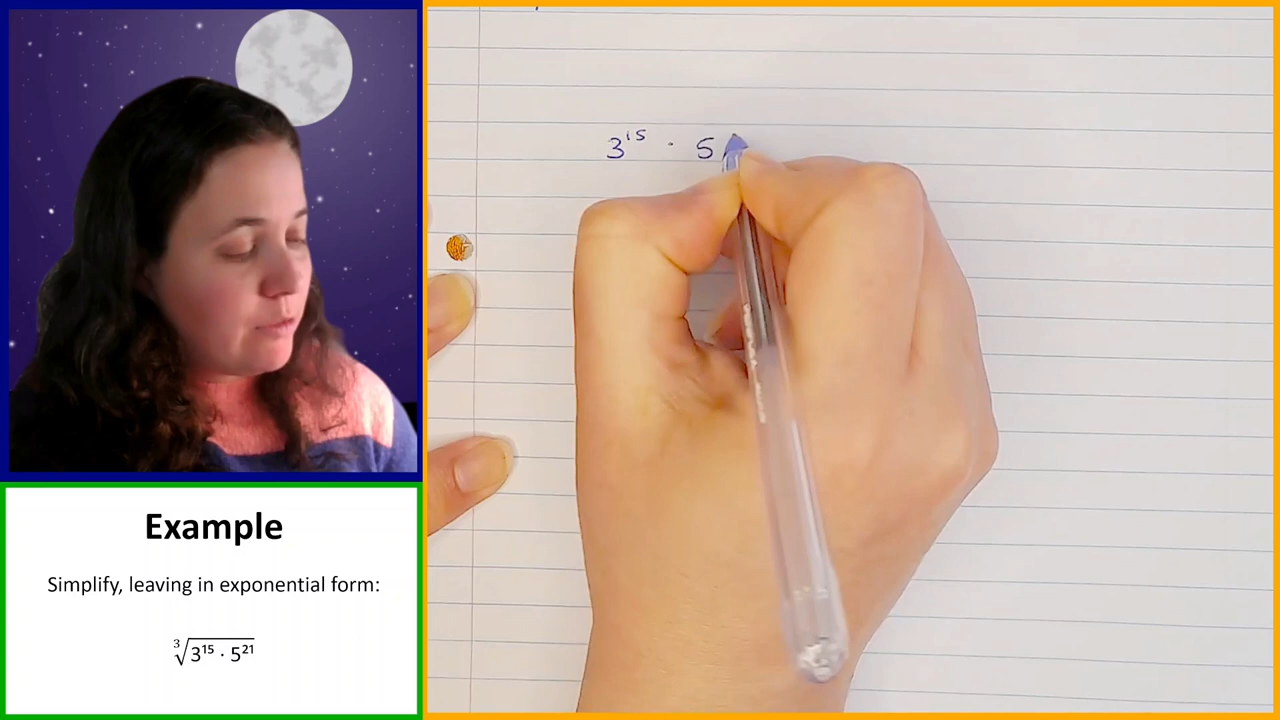 Example
Simplify, leaving in exponential form:
∛(3¹⁵ · 5²¹)
3¹⁵ · 5